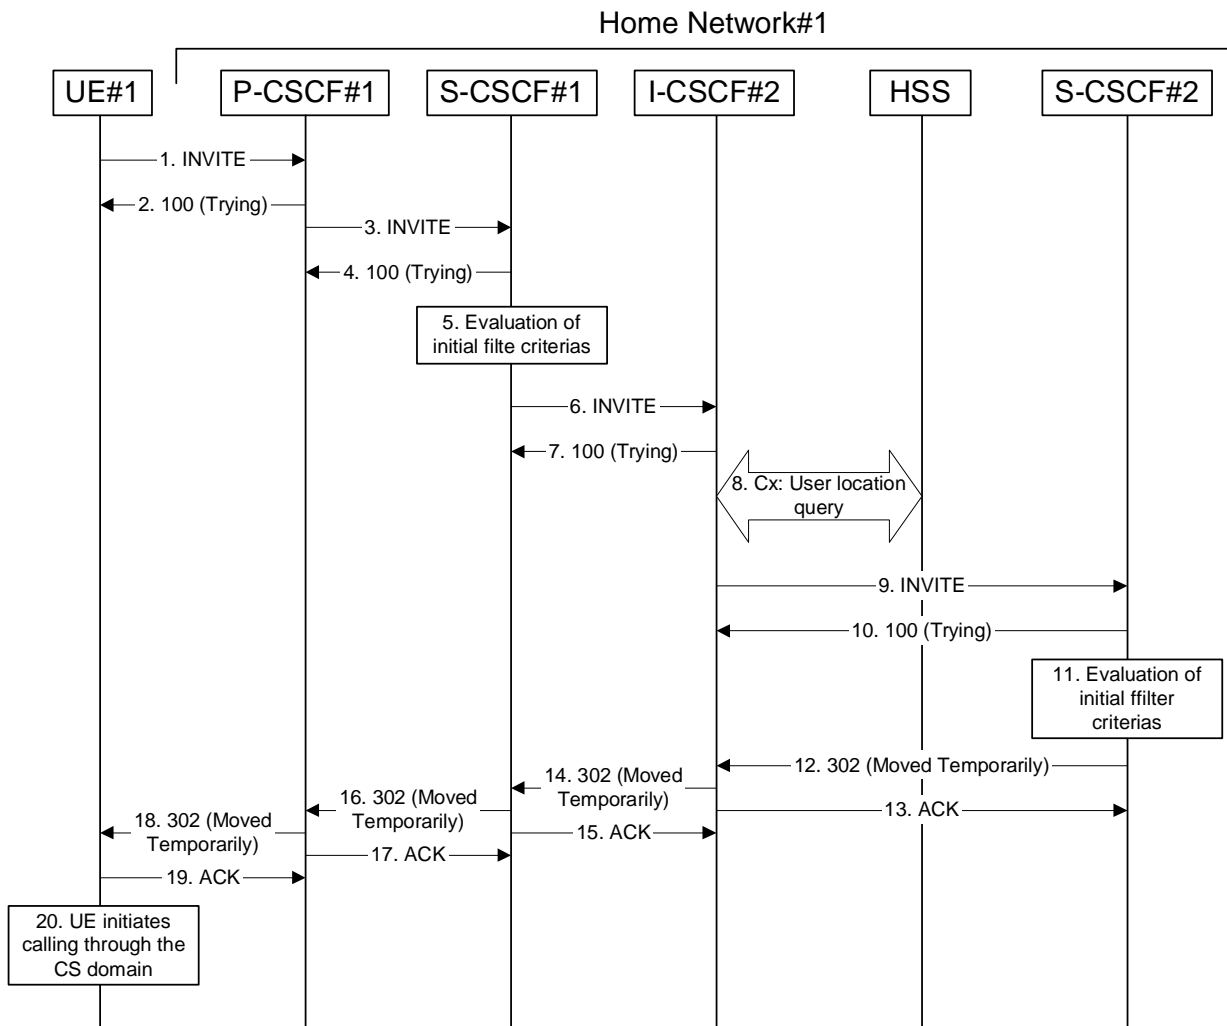 Home Network#1
UE#1
P-CSCF#1
S-CSCF#1
I-CSCF#2
HSS
S-CSCF#2
1. INVITE
2. 100 (Trying)
3. INVITE
4. 100 (Trying)
5. Evaluation of
initial filte criterias
6. INVITE
7. 100 (Trying)
8. Cx: User location
query
9. INVITE
10. 100 (Trying)
11. Evaluation of
initial ffilter
criterias
12. 302 (Moved Temporarily)
13. ACK
14. 302 (Moved
Temporarily)
15. ACK
16. 302 (Moved
Temporarily)
17. ACK
18. 302 (Moved
Temporarily)
19. ACK
20. UE initiates
calling through the
CS domain